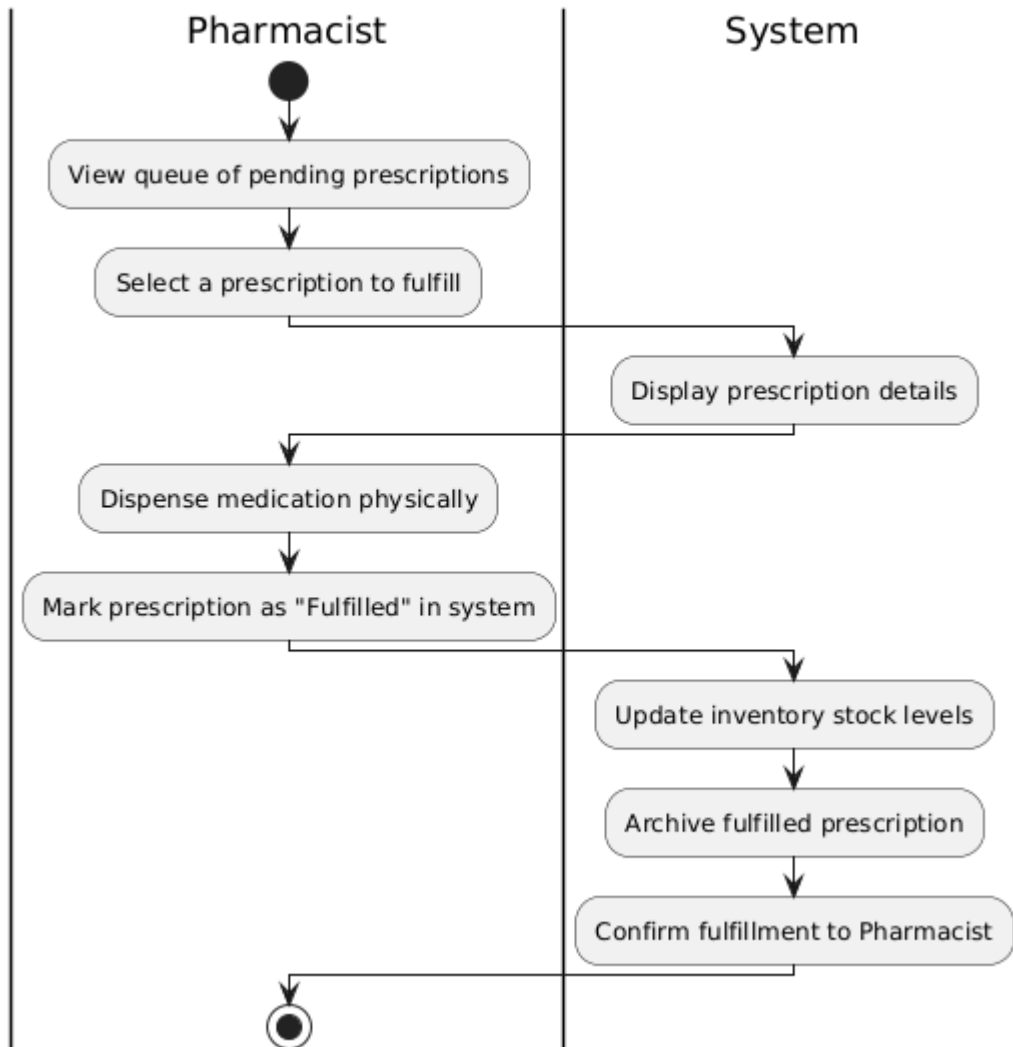 Pharmacist
System
View queue of pending prescriptions
Select a prescription to fulfill
Display prescription details
Dispense medication physically
Mark prescription as "Fulfilled" in system
Update inventory stock levels
Archive fulfilled prescription
Confirm fulfillment to Pharmacist